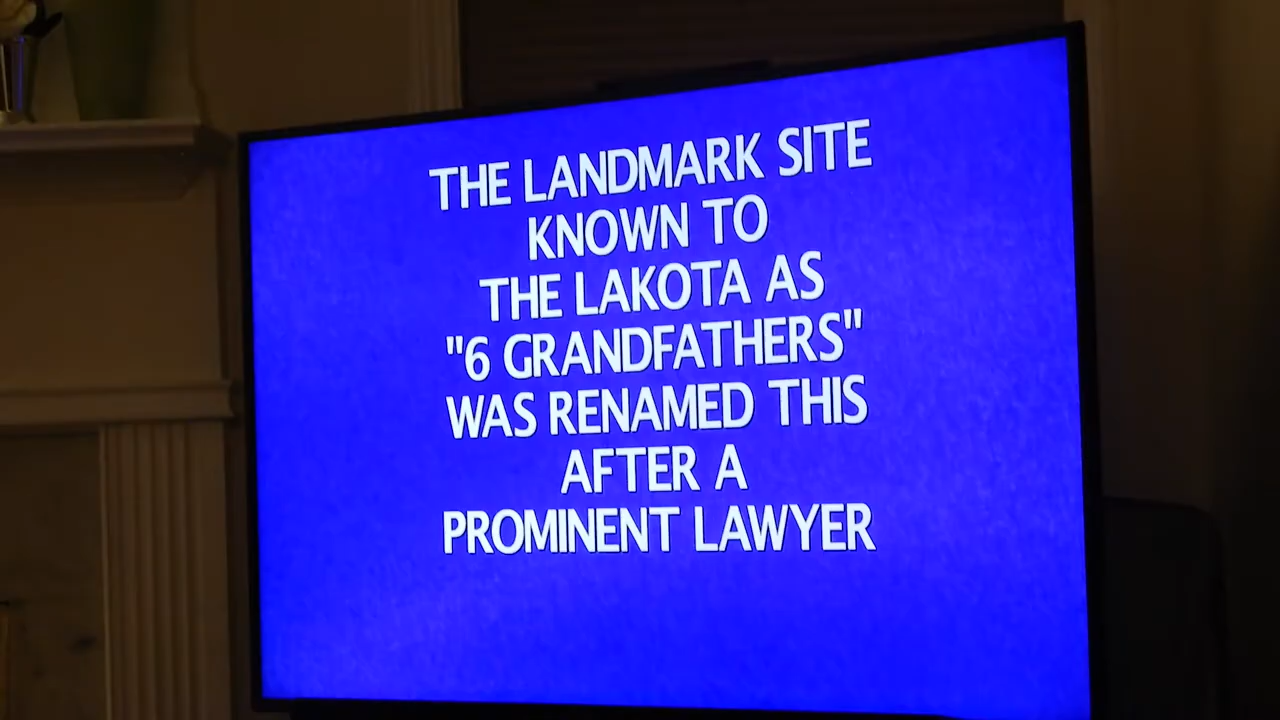 THE LANDMARK SITE
KNOWN TO
THE LAKOTA AS
"6 GRANDFATHERS"
WAS RENAMED THIS
AFTER A
PROMINENT LAWYER